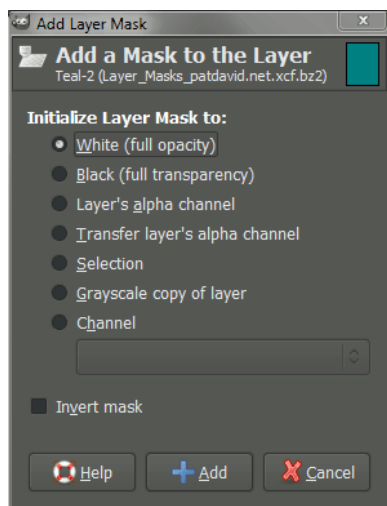 Add Layer Mask
Add a Mask to the Layer
Teal-2 (Layer_Masks_patdavid.net.xcf.bz2)
Initialize Layer Mask to:
White (full opacity)
Black (full transparency)
Layer's alpha channel
Transfer layer's alpha channel
Selection
Grayscale copy of layer
Channel
Invert mask
Help Add Cancel